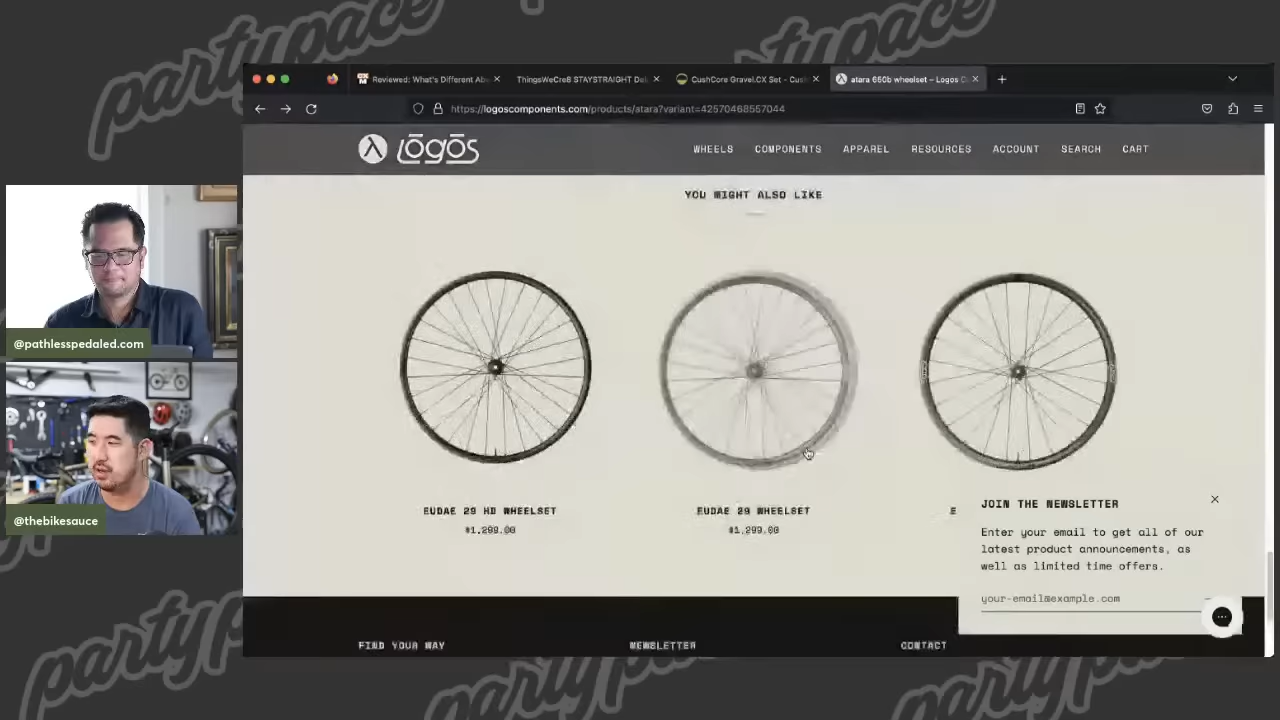 partypace
Reviewed: What's Different Ab
ThingsWeCre8 STAYSTRAIGHT De
CushCore Gravel.CX Set - Cus
atara 650b wheelset – Logos C
https://logoscomponents.com/products/atara?variant=42570468557044
lōgōs
WHEELS COMPONENTS APPAREL RESOURCES ACCOUNT SEARCH CART
YOU MIGHT ALSO LIKE
@pathlesspedaled.com
@thebikesauce
EUDAE 29 HD WHEELSET
$1,299.00
EUDAE 29 WHEELSET
$1,299.00
E
JOIN THE NEWSLETTER
Enter your email to get all of our
latest product announcements, as
well as limited time offers.
your-email@example.com
FIND YOUR WAY
NEWSLETTER
CONTACT
partyp
partypace
partypace